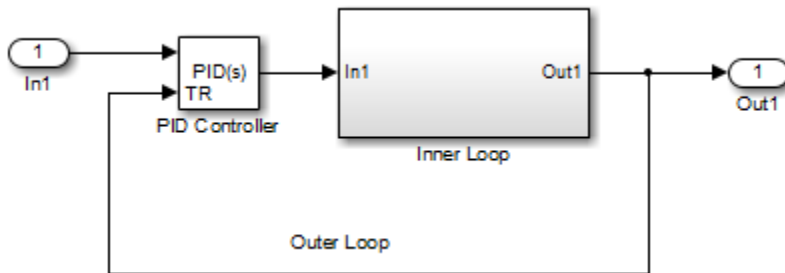 1
In1
PID(s)
TR
PID Controller
In1
Out1
Inner Loop
1
Out1
Outer Loop